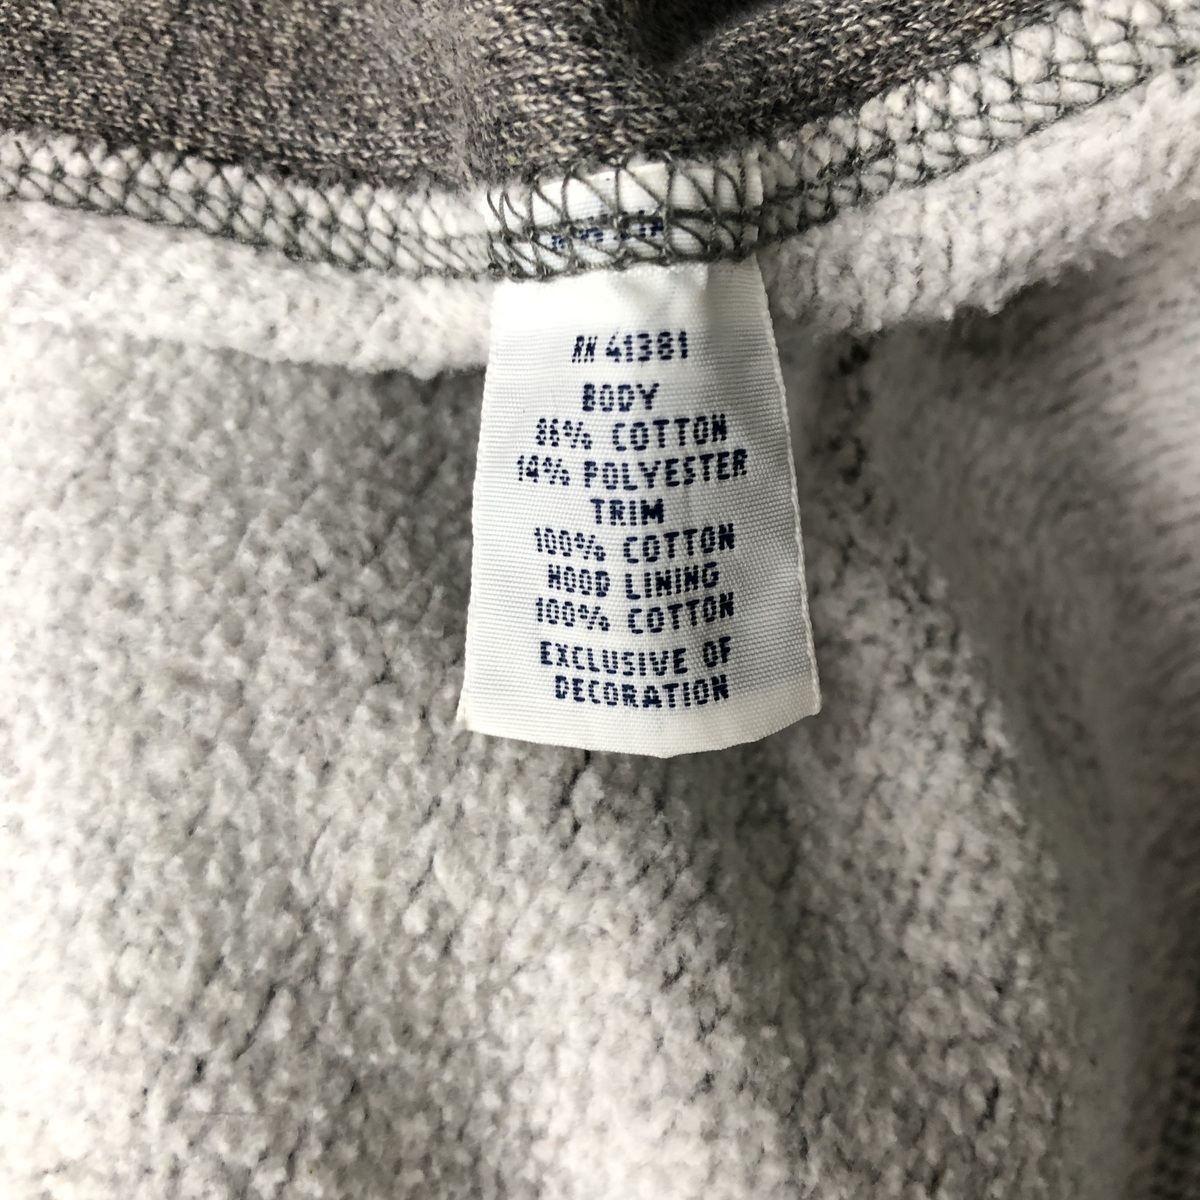 RN 41381
BODY
86% COTTON
14% POLYESTER
TRIM
100% COTTON
HOOD LINING
100% COTTON
EXCLUSIVE OF
DECORATION